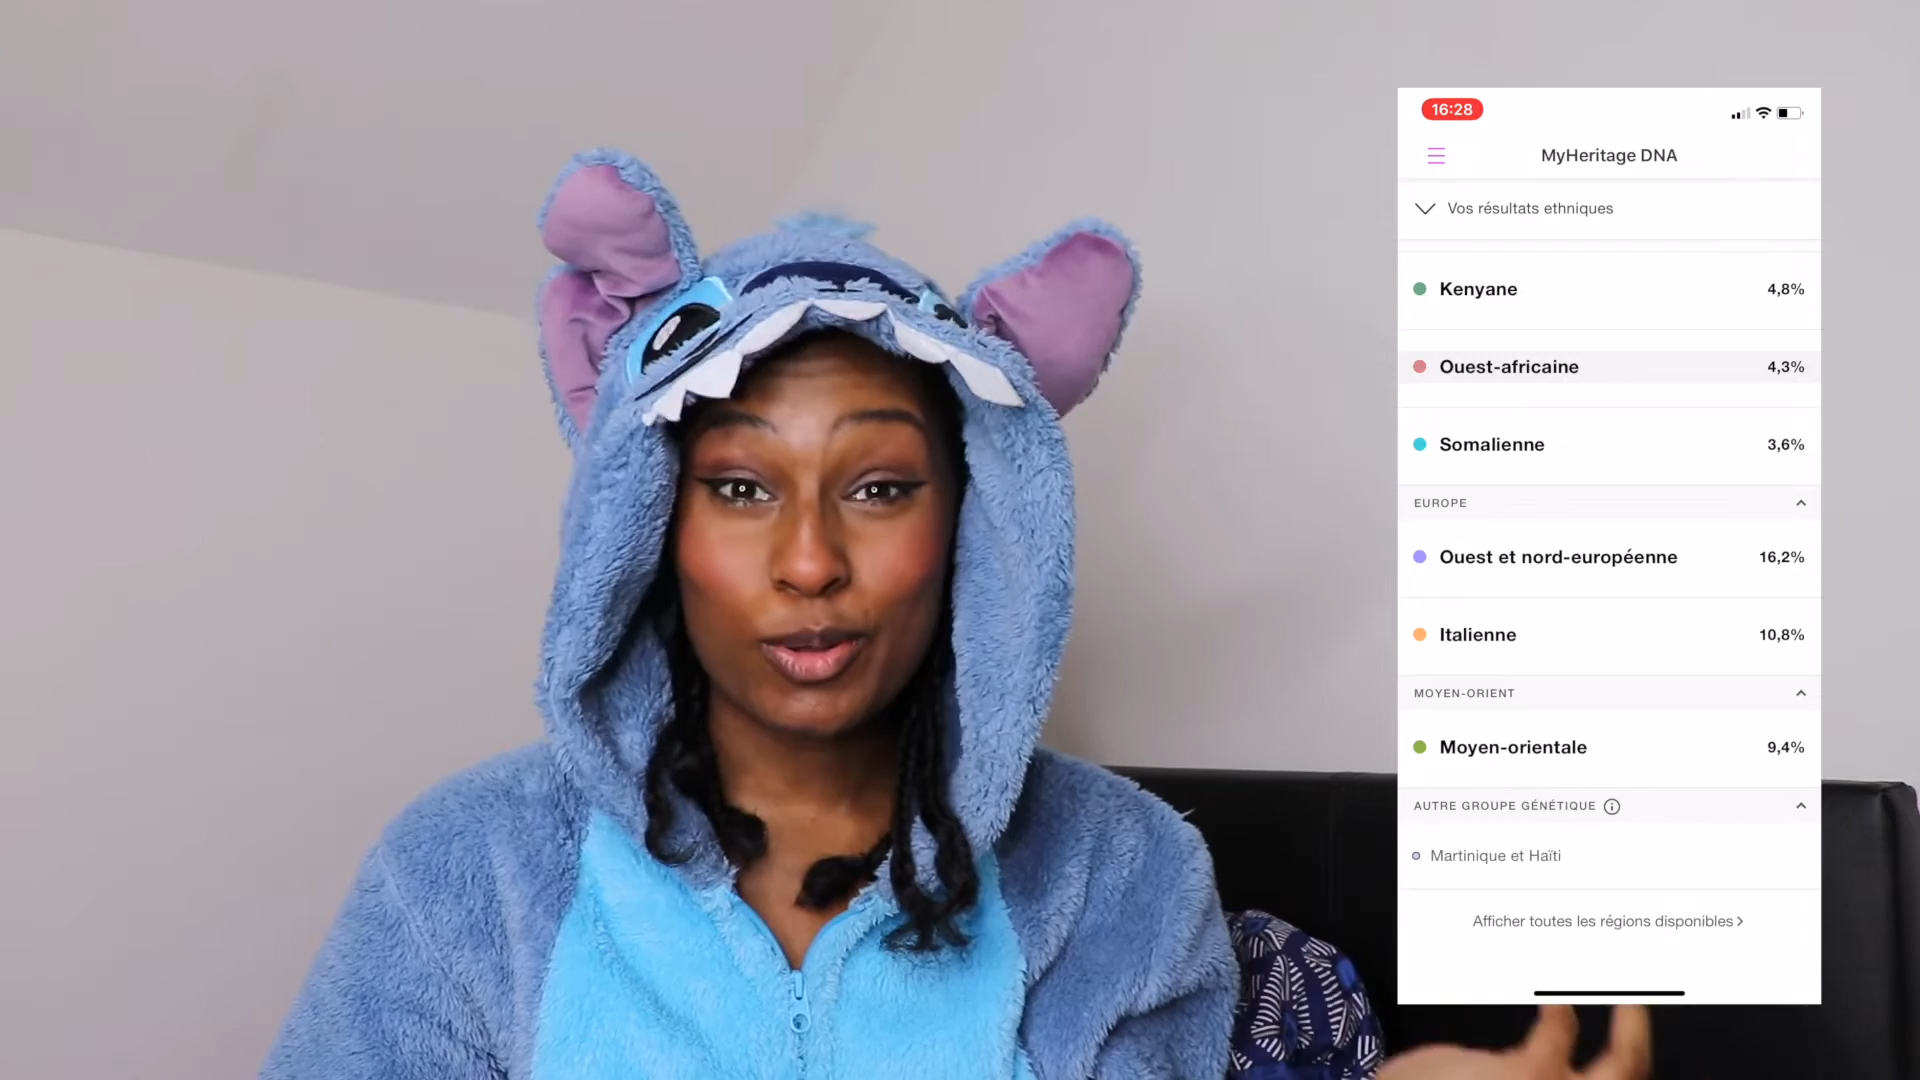 16:28
MyHeritage DNA
Vos résultats ethniques
Kenyane 4,8%
Ouest-africaine 4,3%
Somalienne 3,6%
EUROPE
Ouest et nord-européenne 16,2%
Italienne 10,8%
MOYEN-ORIENT
Moyen-orientale 9,4%
AUTRE GROUPE GÉNÉTIQUE
Martinique et Haïti
Afficher toutes les régions disponibles